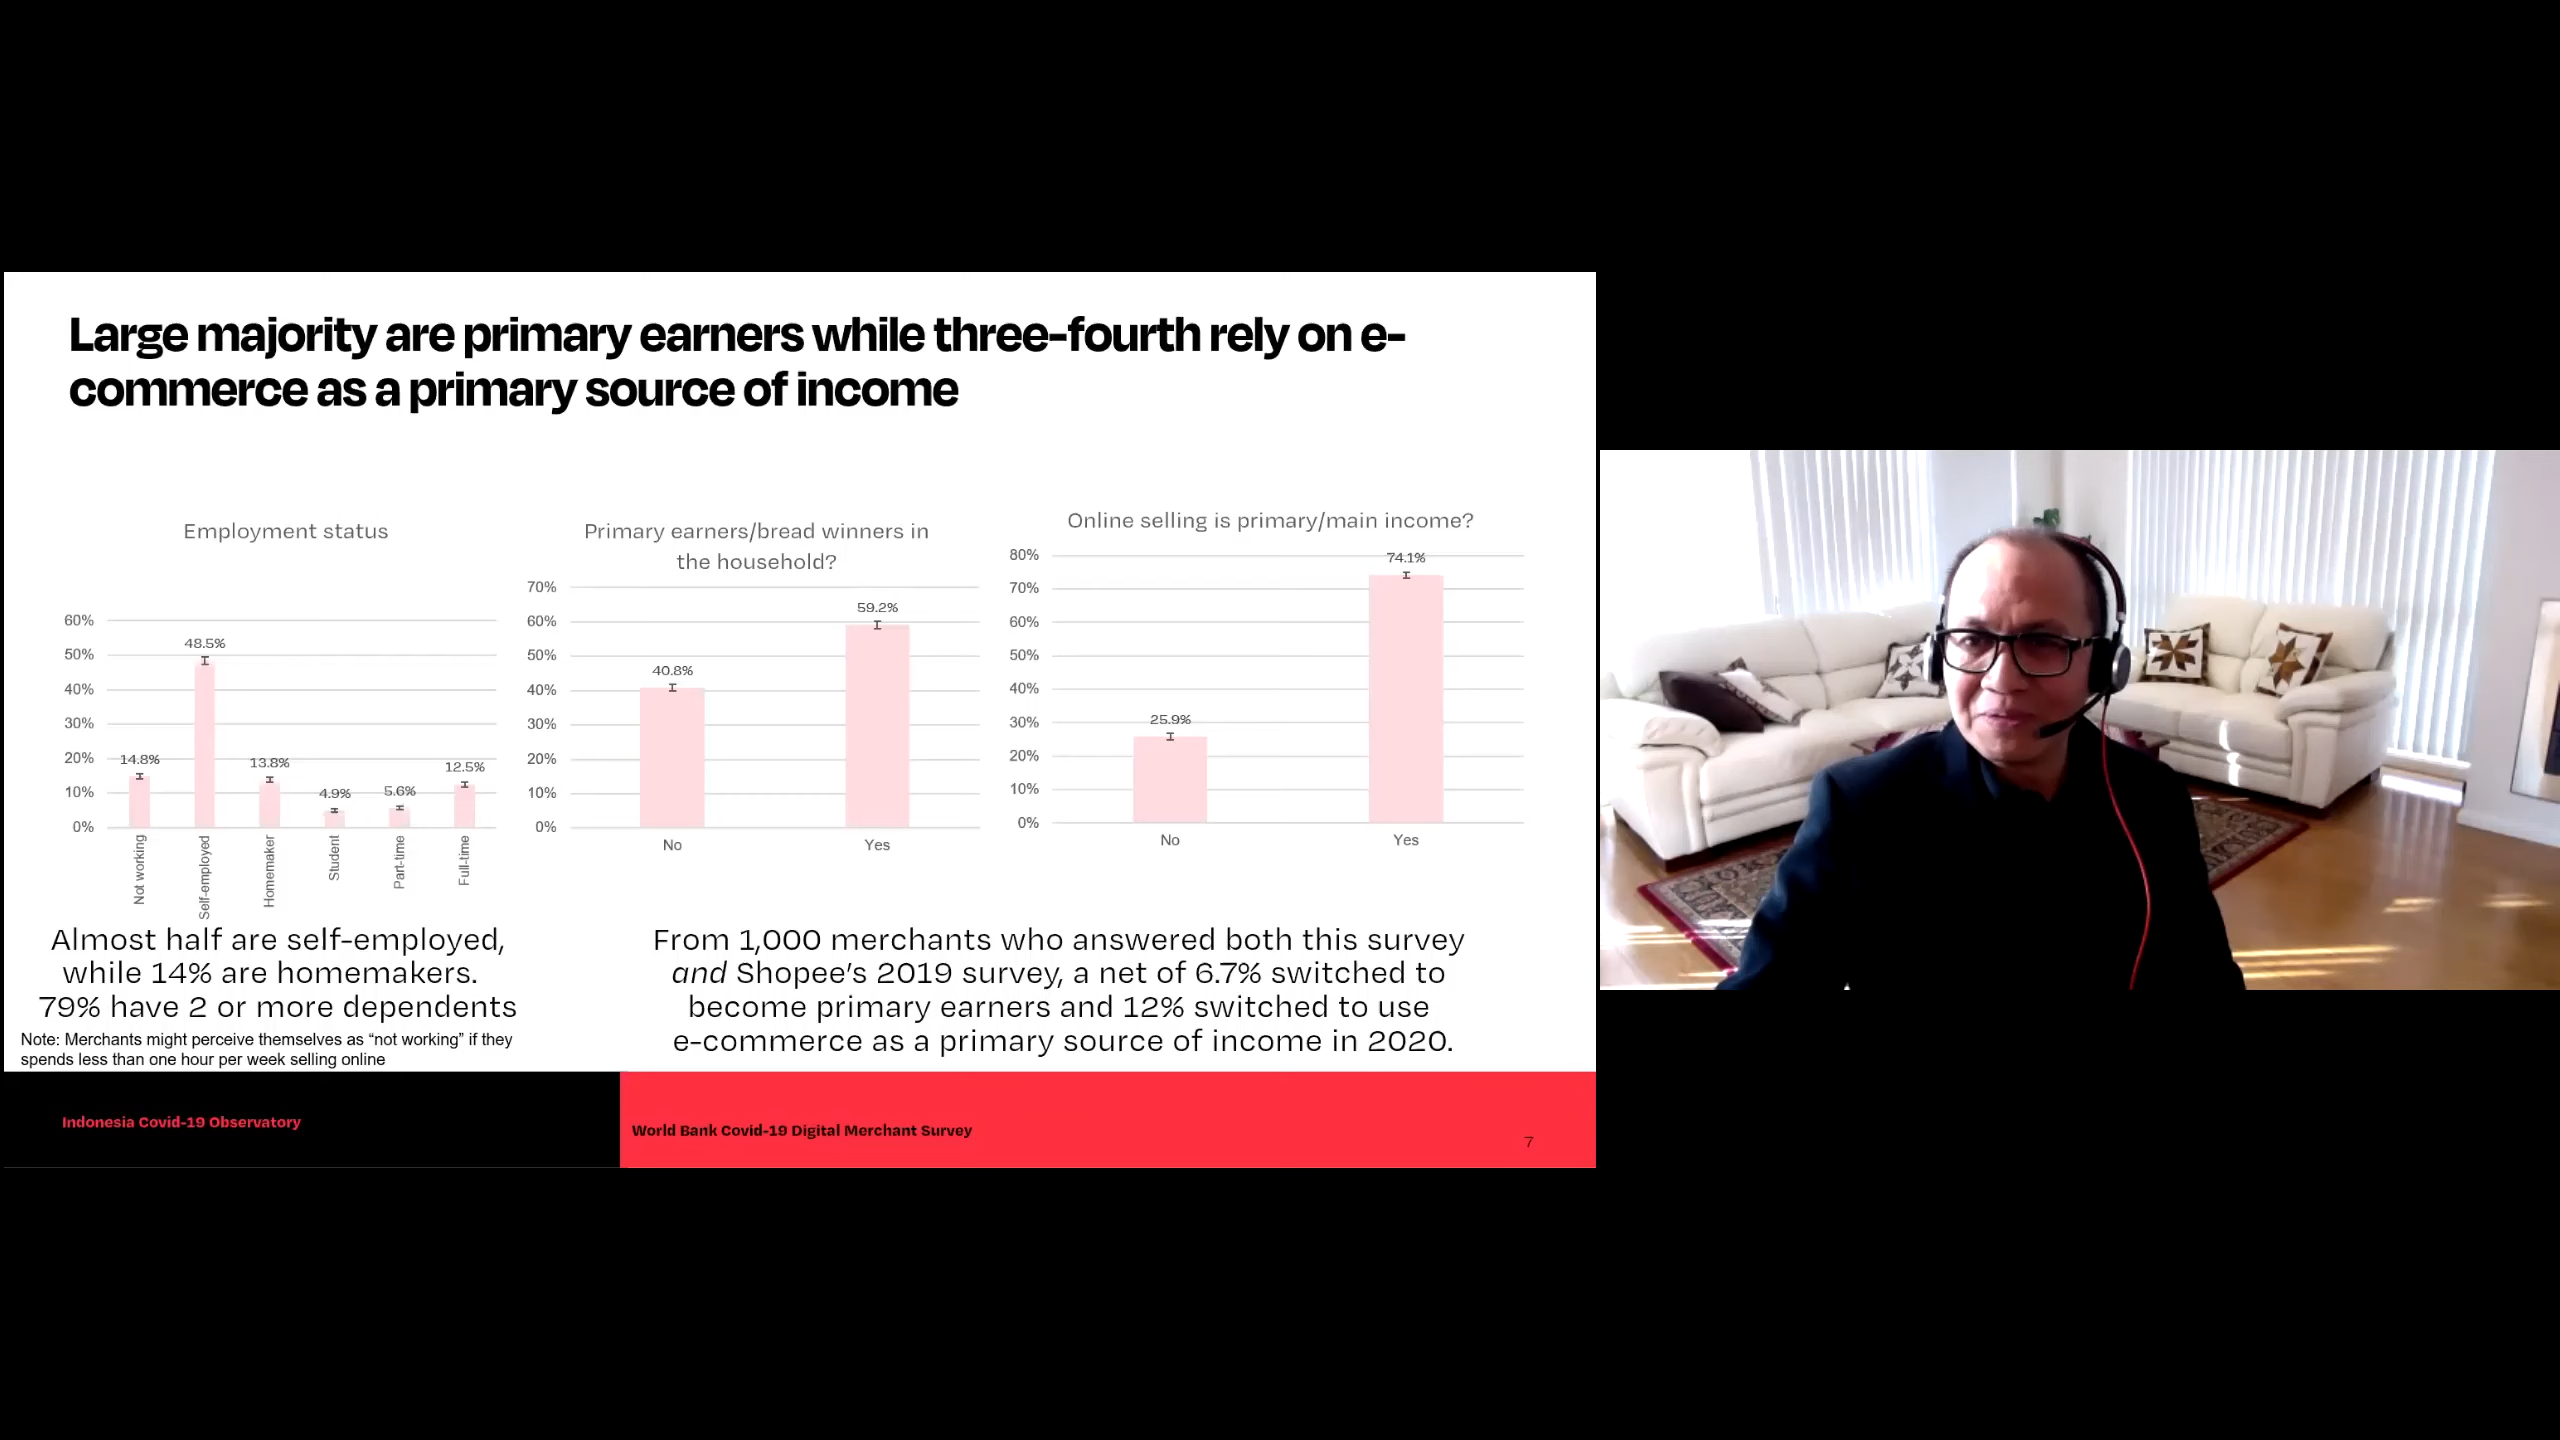 Large majority are primary earners while three-fourth rely on e-
commerce as a primary source of income
Employment status
60%
50%
40%
30%
20%
10%
0%
48.5%
14.8%
13.8%
4.9%
5.6%
12.5%
Not working
Self-employed
Homemaker
Student
Part-time
Full-time
Primary earners/bread winners in
the household?
70%
60%
50%
40%
30%
20%
10%
0%
40.8%
59.2%
No
Yes
Online selling is primary/main income?
80%
70%
60%
50%
40%
30%
20%
10%
0%
25.9%
74.1%
No
Yes
Almost half are self-employed,
while 14% are homemakers.
79% have 2 or more dependents
Note: Merchants might perceive themselves as “not working” if they
spends less than one hour per week selling online
From 1,000 merchants who answered both this survey
and Shopee’s 2019 survey, a net of 6.7% switched to
become primary earners and 12% switched to use
e-commerce as a primary source of income in 2020.
Indonesia Covid-19 Observatory
World Bank Covid-19 Digital Merchant Survey
7